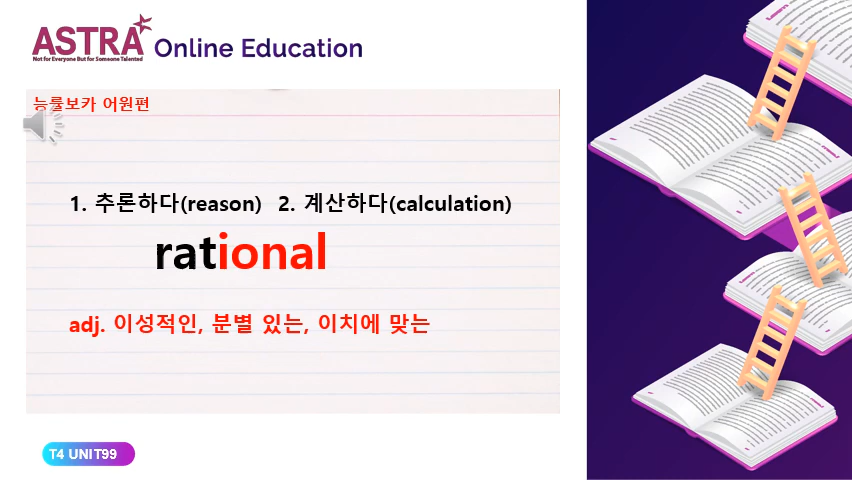 ASTRA Online Education
Not for Everyone But for Someone Talented
능률보카 어원편
1. 추론하다(reason) 2. 계산하다(calculation)
rational
adj. 이성적인, 분별 있는, 이치에 맞는
T4 UNIT99